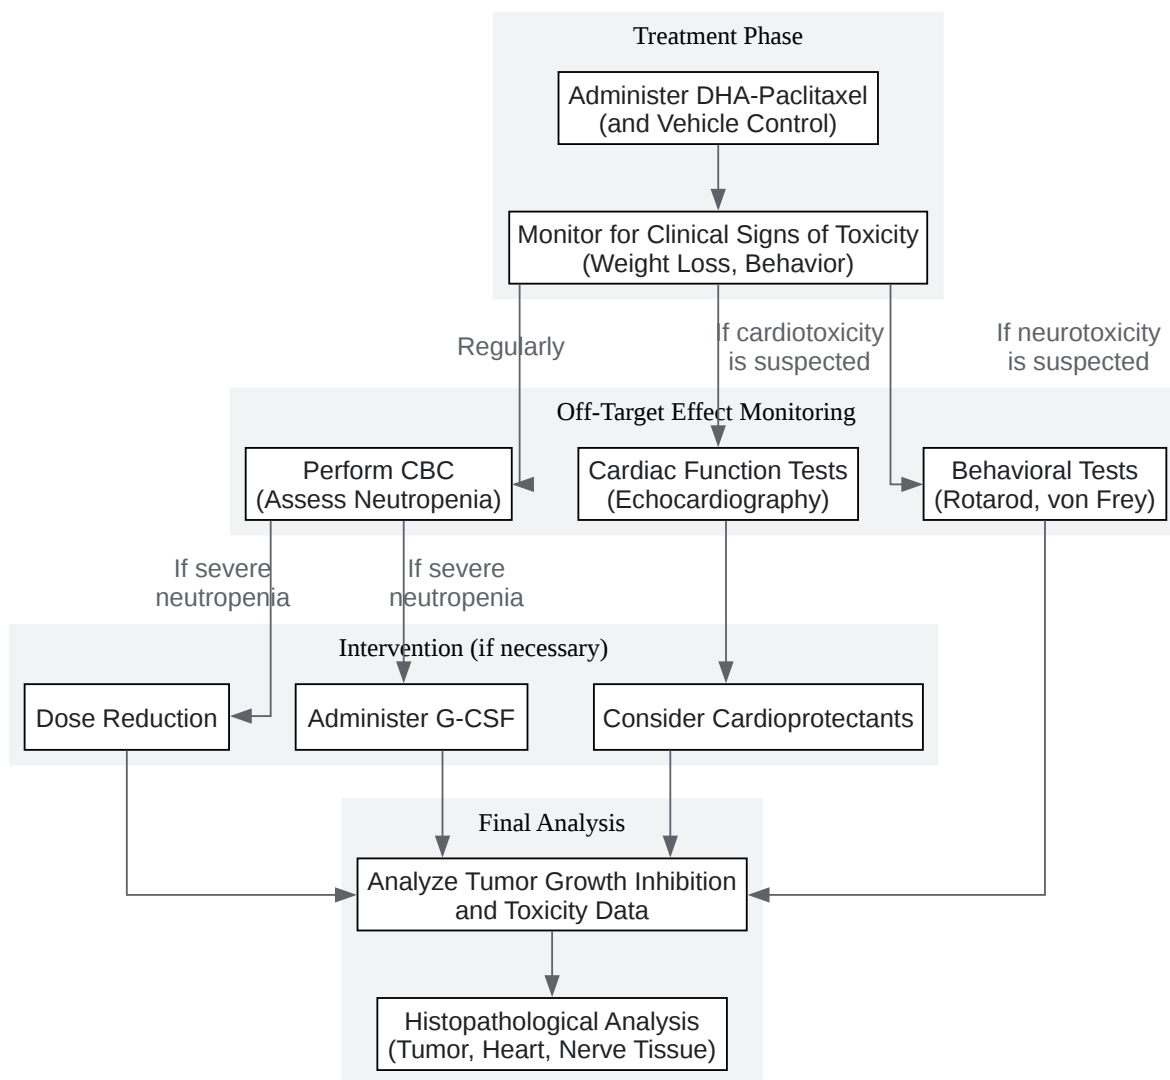 Treatment Phase
Administer DHA-Paclitaxel
(and Vehicle Control)
Monitor for Clinical Signs of Toxicity
(Weight Loss, Behavior)
Regularly
If cardiotoxicity
is suspected
If neurotoxicity
is suspected
Off-Target Effect Monitoring
Perform CBC
(Assess Neutropenia)
Cardiac Function Tests
(Echocardiography)
Behavioral Tests
(Rotarod, von Frey)
If severe
neutropenia
If severe
neutropenia
Intervention (if necessary)
Dose Reduction
Administer G-CSF
Consider Cardioprotectants
Final Analysis
Analyze Tumor Growth Inhibition
and Toxicity Data
Histopathological Analysis
(Tumor, Heart, Nerve Tissue)